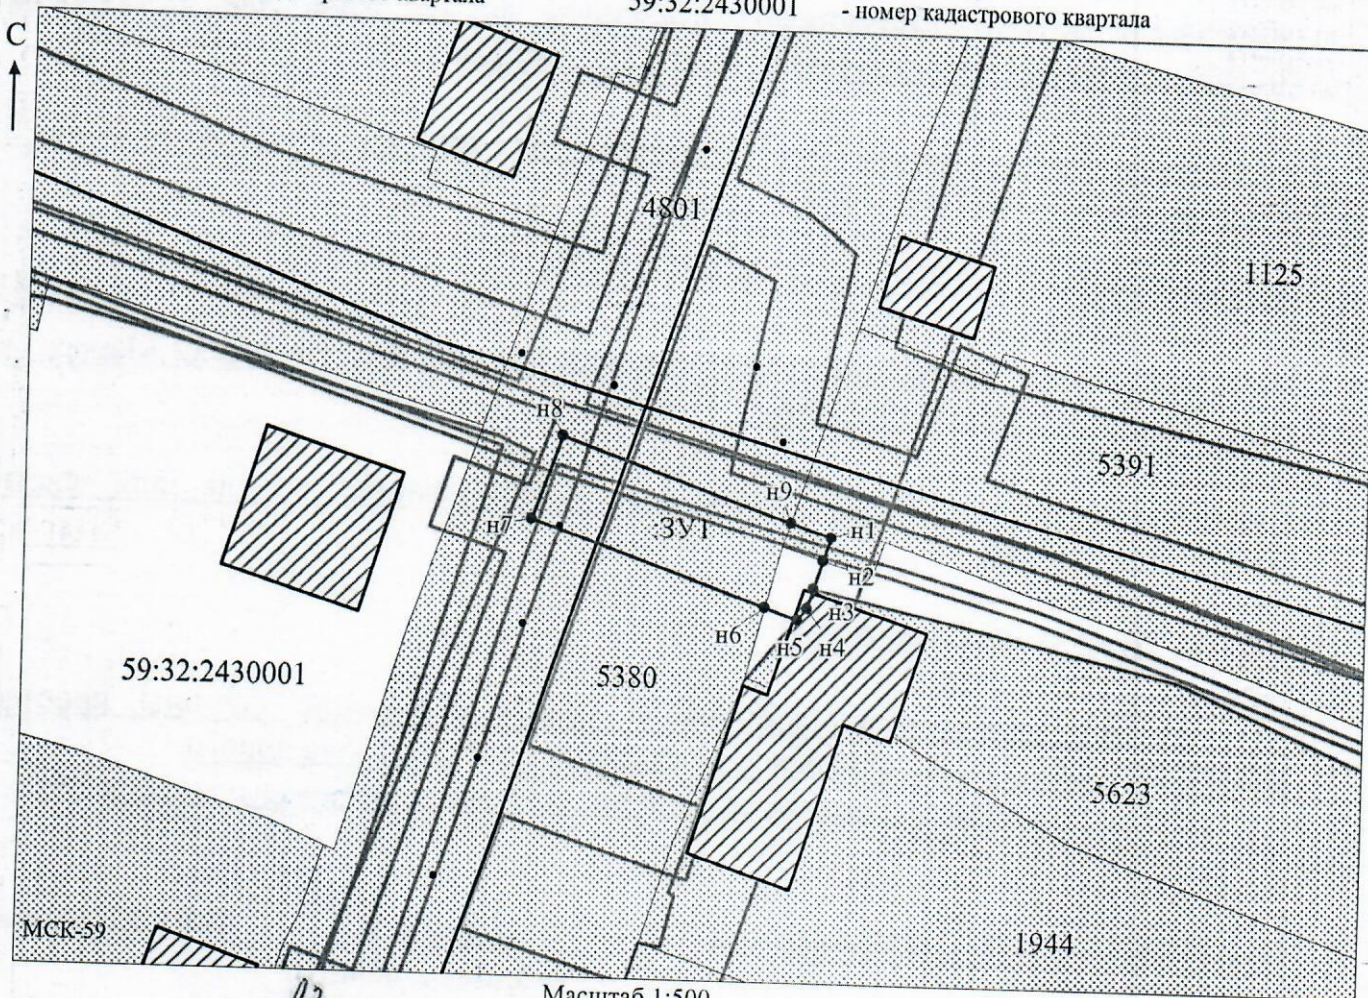 квартала
59:32:2430001 - номер кадастрового квартала
С
4801
1125
н8
5391
н9
н7
:ЗУ1
н1
н2
н3
н6
н5
н4
59:32:2430001
5380
5623
МСК-59
1944
Масштаб 1:500